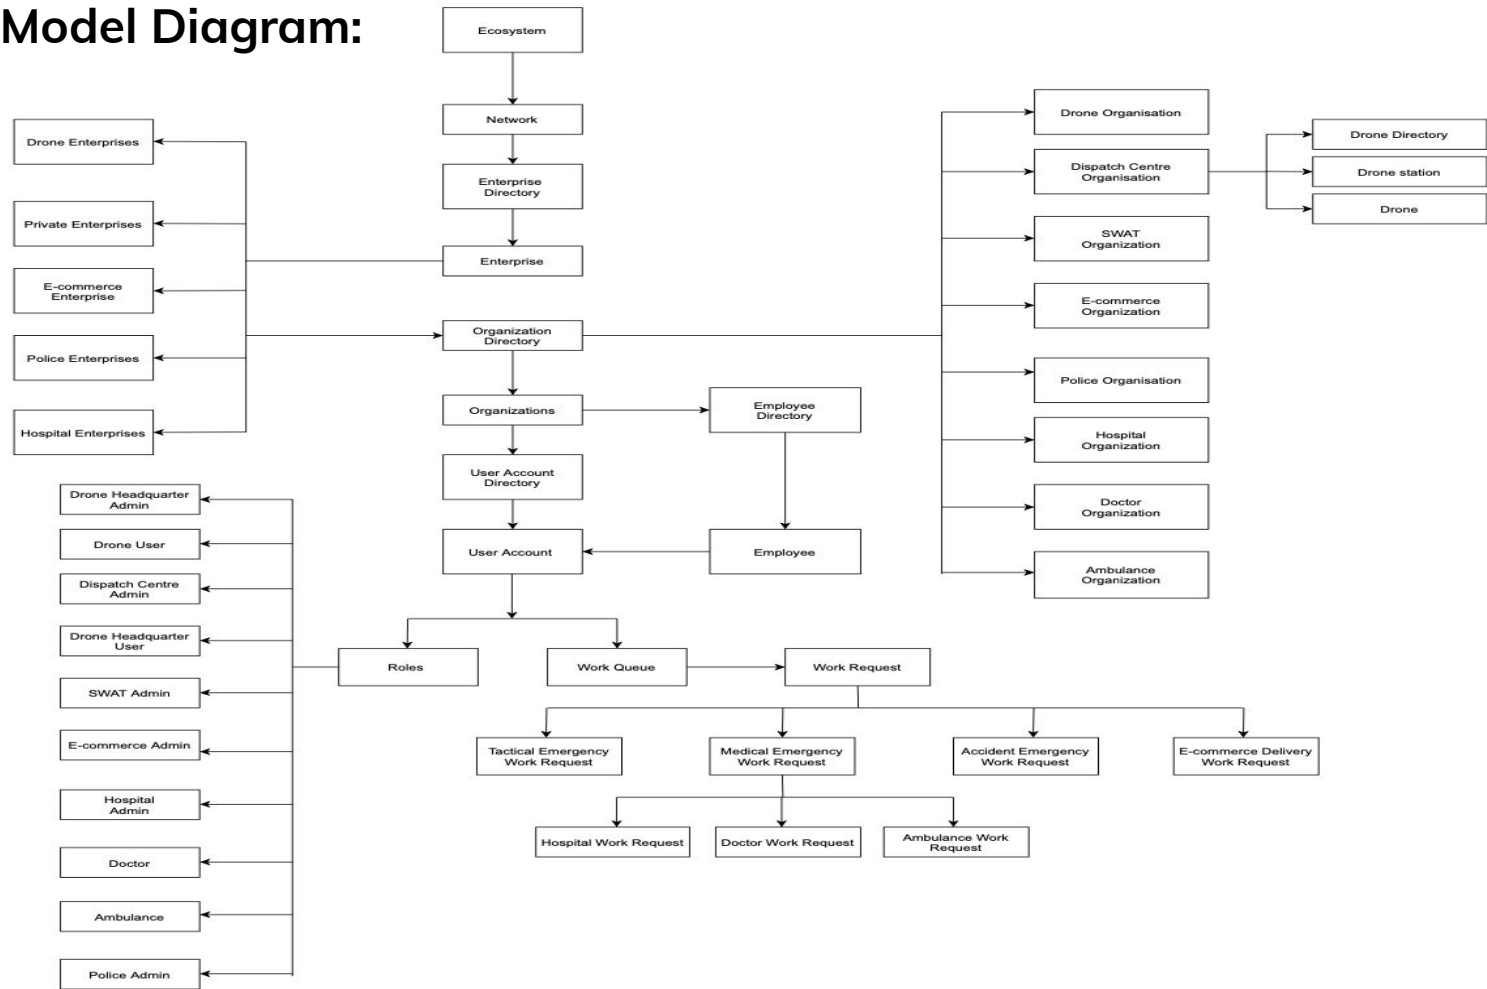 Model Diagram:
Ecosystem
Network
Enterprise
Directory
Enterprise
Drone Enterprises
Private Enterprises
E-commerce
Enterprise
Police Enterprises
Hospital Enterprises
Organization
Directory
Drone Organisation
Dispatch Centre
Organisation
Drone Directory
Drone station
Drone
SWAT
Organization
E-commerce
Organization
Police Organisation
Hospital
Organization
Doctor
Organization
Ambulance
Organization
Organizations
Employee
Directory
User Account
Directory
User Account
Employee
Roles
Work Queue
Work Request
Drone Headquarter
Admin
Drone User
Dispatch Centre
Admin
Drone Headquarter
User
SWAT Admin
E-commerce Admin
Hospital
Admin
Doctor
Ambulance
Police Admin
Tactical Emergency
Work Request
Medical Emergency
Work Request
Accident Emergency
Work Request
E-commerce Delivery
Work Request
Hospital Work Request
Doctor Work Request
Ambulance Work
Request